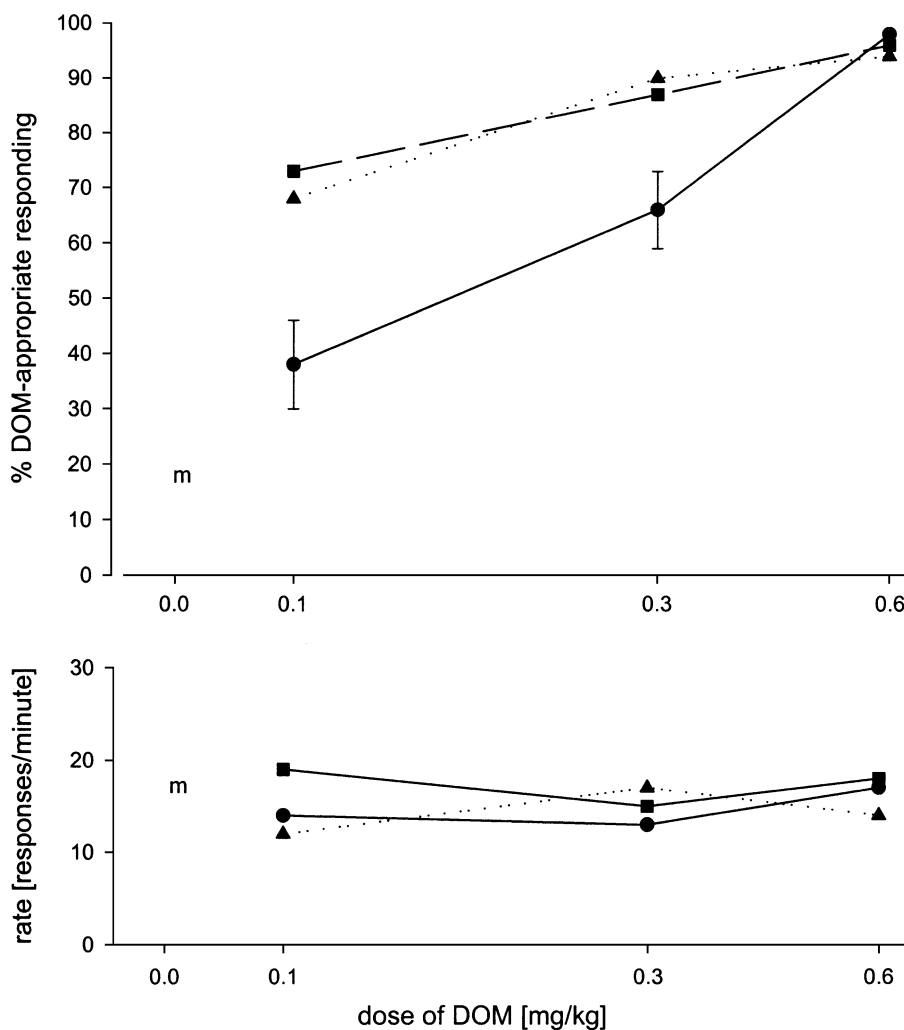 100
90
80
70
60
50
40
30
20
10
0
% DOM-appropriate responding
m
0.0 0.1 0.3 0.6
30
20
10
0
rate [responses/minute]
m
0.0 0.1 0.3 0.6
dose of DOM [mg/kg]